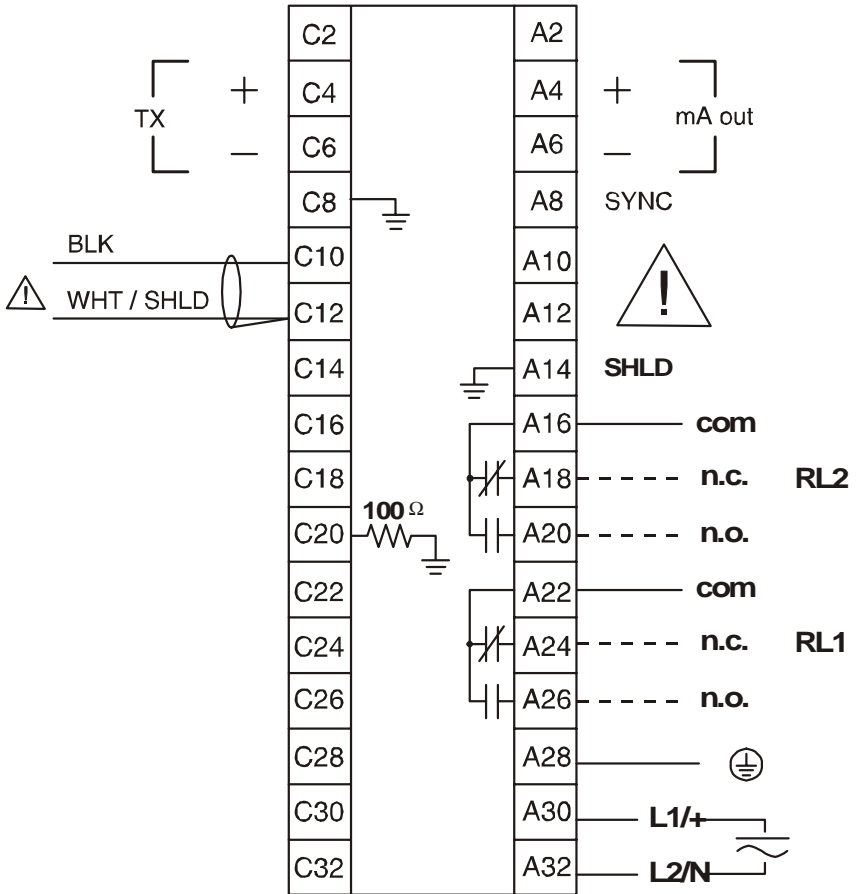 C2 A2
+ C4 A4 +
TX mA out
− C6 A6 −
C8 A8 SYNC
BLK C10 A10
! WHT / SHLD C12 A12 !
C14 A14 SHLD
C16 A16 com
C18 A18 n.c. RL2
100 Ω
C20 A20 n.o.
C22 A22 com
C24 A24 n.c. RL1
C26 A26 n.o.
C28 A28
C30 A30 L1/+
C32 A32 L2/N